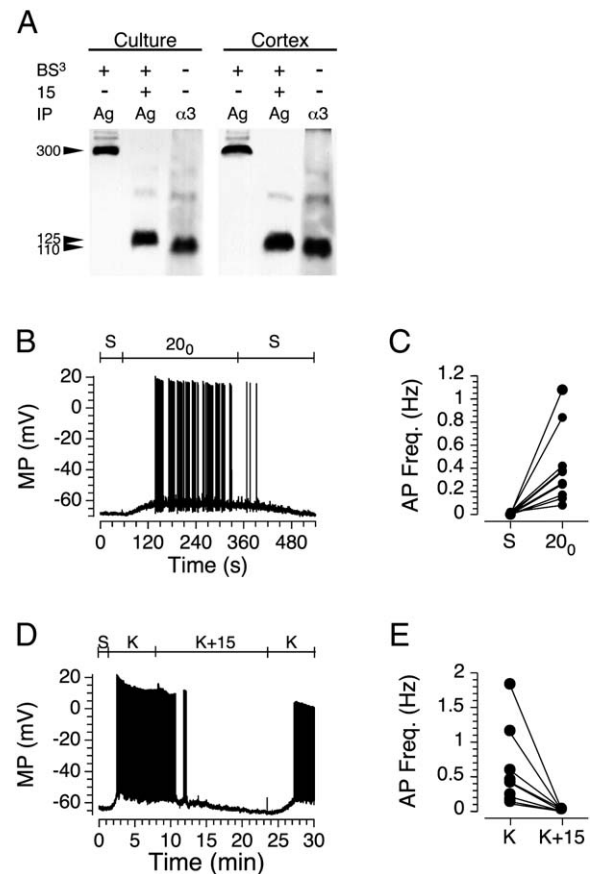 A
Culture Cortex
BS³ + + - + + -
15 - + - - + -
IP Ag Ag α3 Ag Ag α3
300
125
110
B
S 20₀ S
20
0
-20
-40
-60
MP (mV)
0 120 240 360 480
Time (s)
C
1.2
1
0.8
0.6
0.4
0.2
0
AP Freq. (Hz)
S 20₀
D
S K K+15 K
20
0
-20
-40
-60
MP (mV)
0 5 10 15 20 25 30
Time (min)
E
2
1.5
1
0.5
0
AP Freq. (Hz)
K K+15